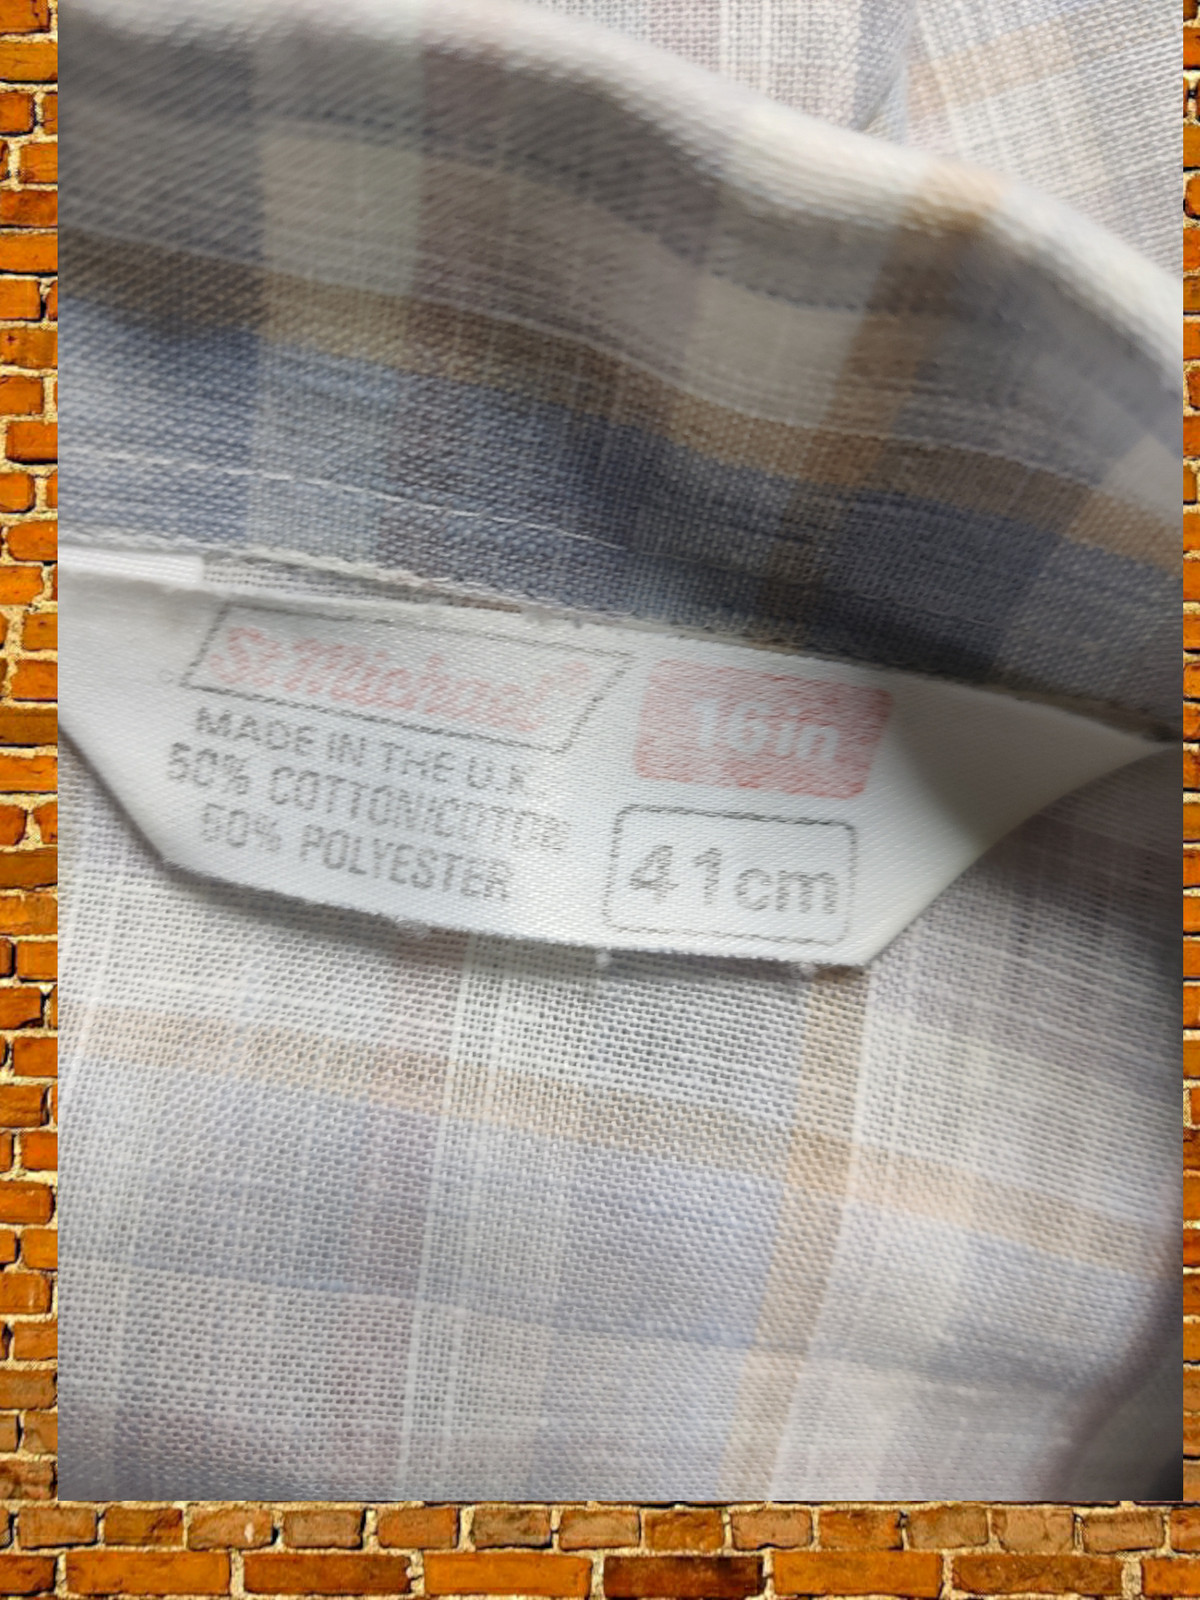 St Michael
MADE IN THE U.K
50% COTTON/COTON
50% POLYESTER
16in
41cm